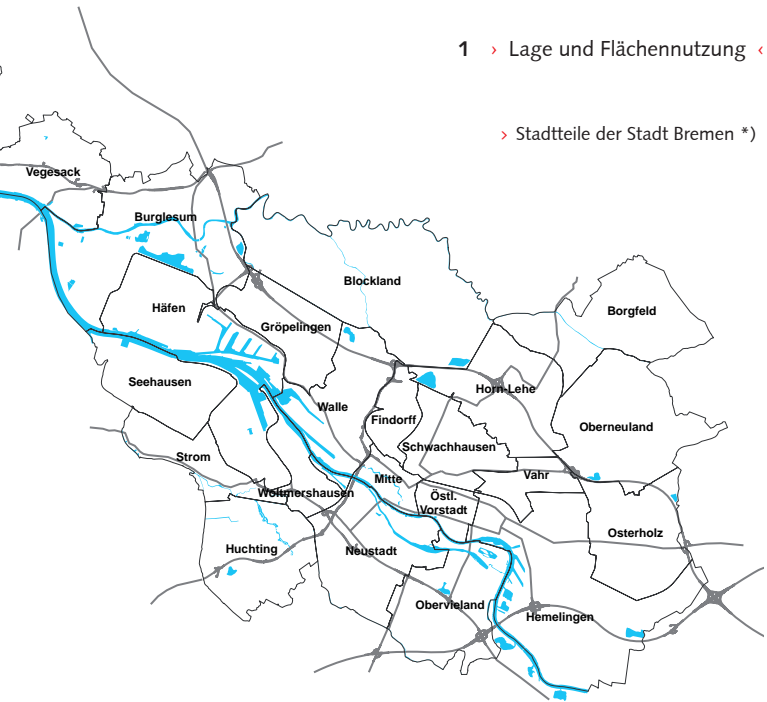 1 › Lage und Flächennutzung ‹
› Stadtteile der Stadt Bremen *)
Vegesack
Burglesum
Blockland
Häfen
Borgfeld
Gröpelingen
Seehausen
Horn-Lehe
Walle
Findorff
Oberneuland
Schwachhausen
Strom
Vahr
Mitte
Woltmershausen
Östl.
Vorstadt
Osterholz
Huchting
Neustadt
Obervieland
Hemelingen